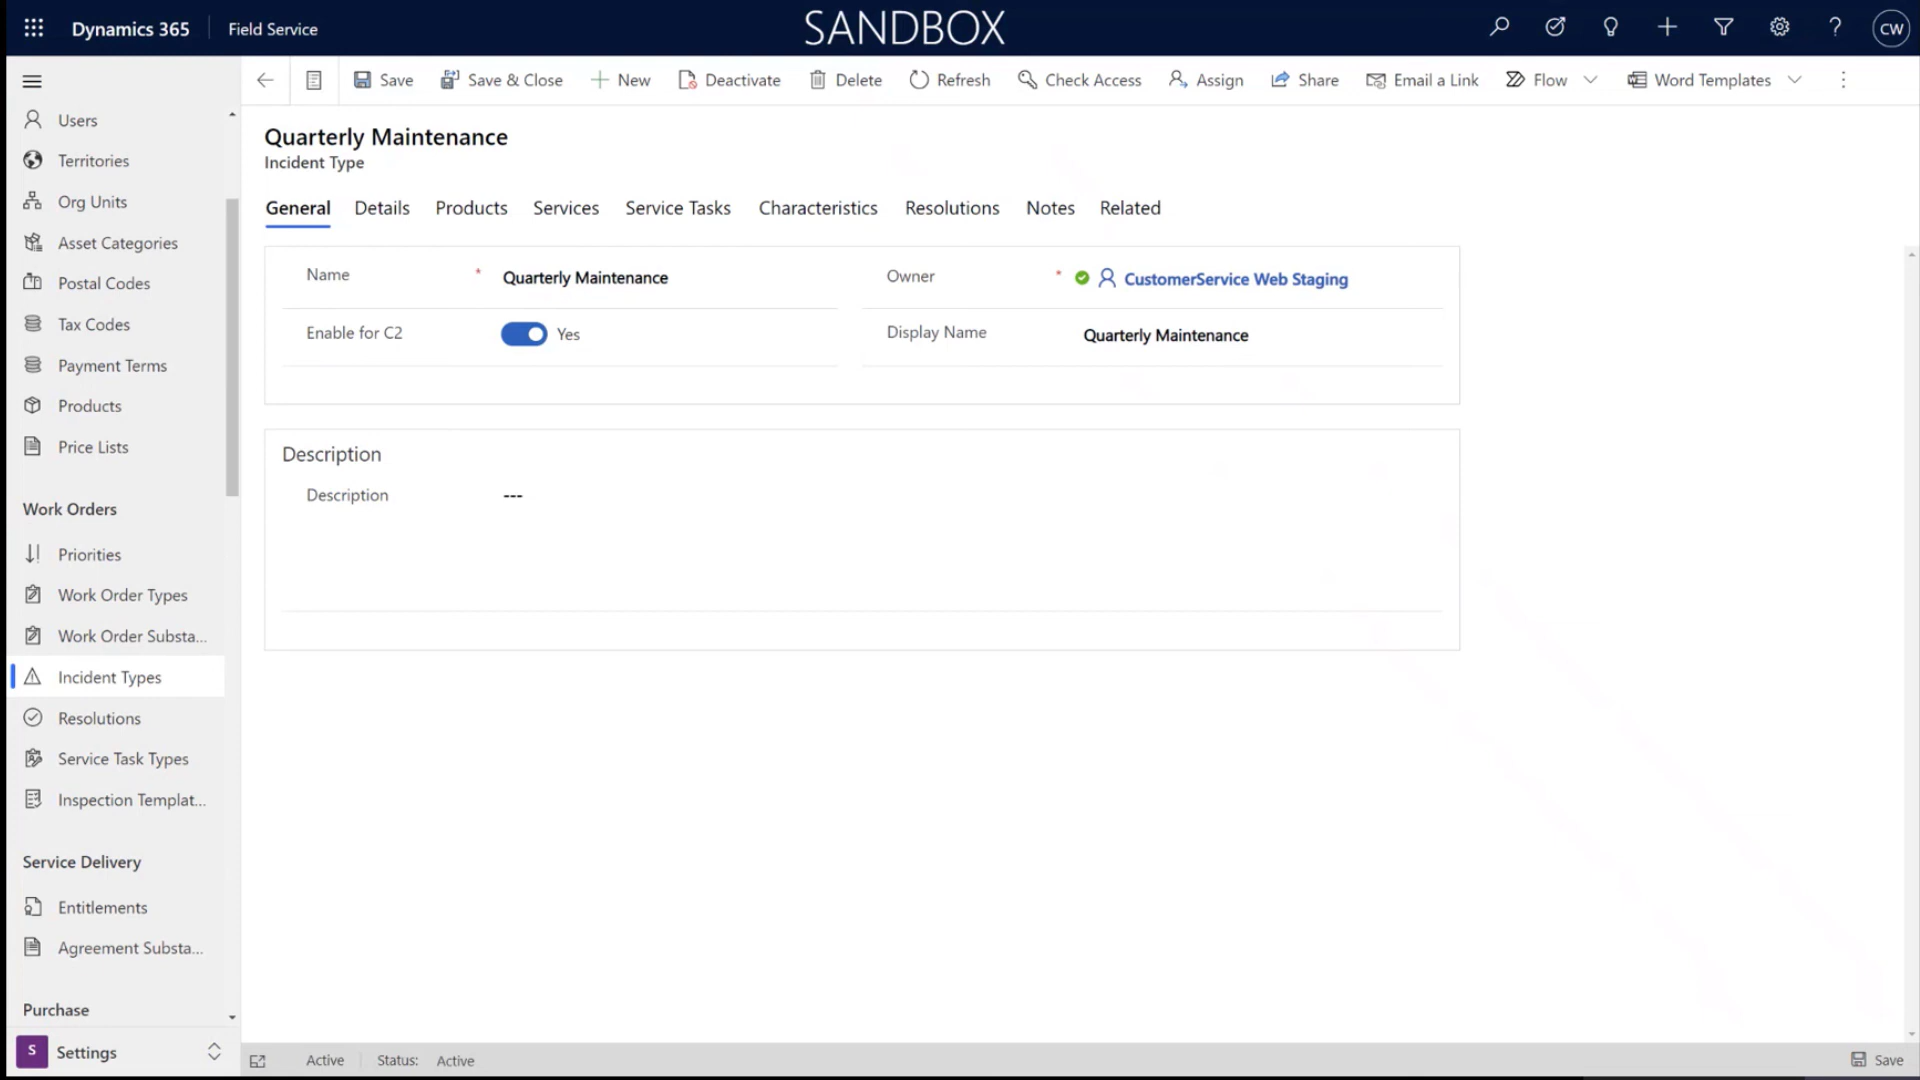 Dynamics 365
Field Service
SANDBOX
CW
Save
Save & Close
New
Deactivate
Delete
Refresh
Check Access
Assign
Share
Email a Link
Flow
Word Templates
Users
Territories
Org Units
Asset Categories
Postal Codes
Tax Codes
Payment Terms
Products
Price Lists
Work Orders
Priorities
Work Order Types
Work Order Substa...
Incident Types
Resolutions
Service Task Types
Inspection Templat...
Service Delivery
Entitlements
Agreement Substa...
Purchase
S
Settings
Quarterly Maintenance
Incident Type
General
Details
Products
Services
Service Tasks
Characteristics
Resolutions
Notes
Related
Name * Quarterly Maintenance
Owner * CustomerService Web Staging
Enable for C2 Yes
Display Name Quarterly Maintenance
Description
Description ---
Active
Status: Active
Save